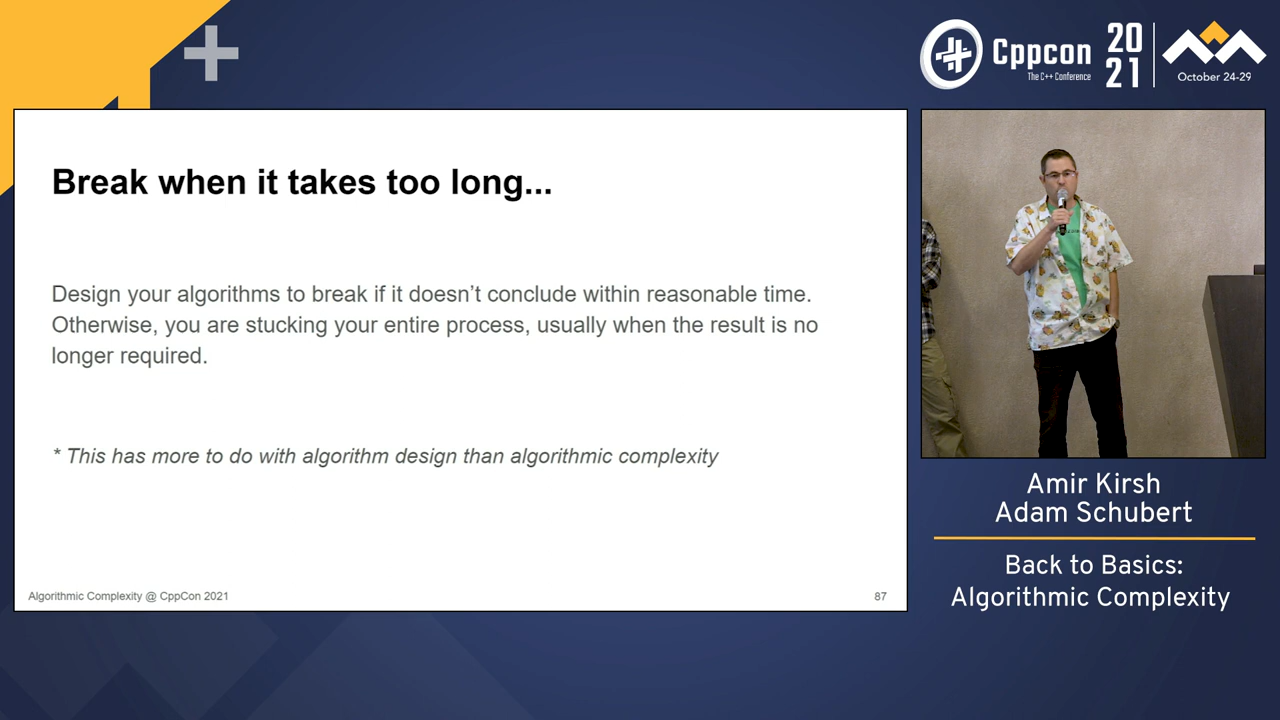 Cppcon
The C++ Conference
20
21
October 24-29
Break when it takes too long...
Design your algorithms to break if it doesn’t conclude within reasonable time.
Otherwise, you are stucking your entire process, usually when the result is no
longer required.
* This has more to do with algorithm design than algorithmic complexity
Algorithmic Complexity @ CppCon 2021
87
Amir Kirsh
Adam Schubert
Back to Basics:
Algorithmic Complexity